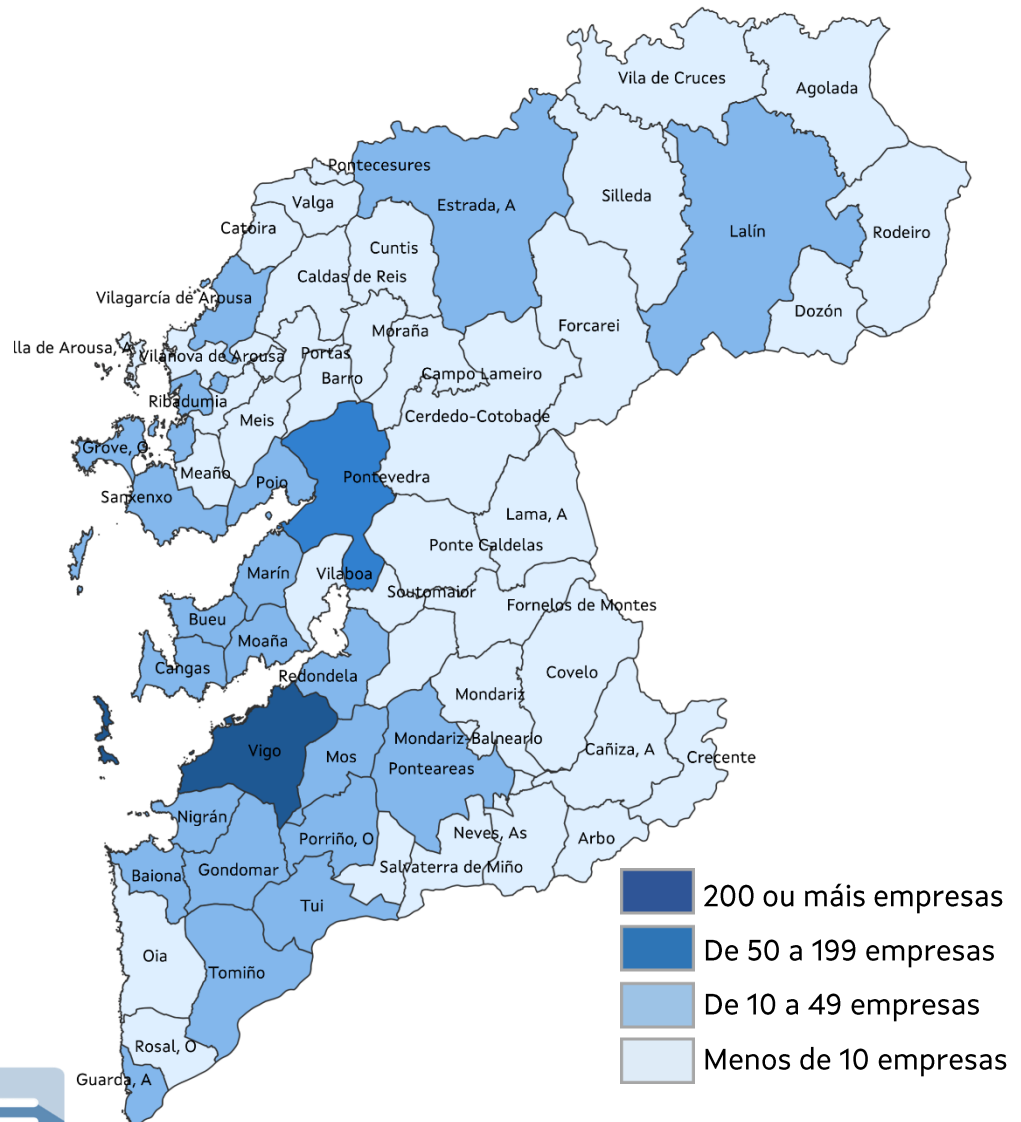 Vila de Cruces
Agolada
Pontecesures
Silleda
Valga
Estrada, A
Catoira
Lalín
Rodeiro
Cuntis
Caldas de Reis
Vilagarcía de Arousa
Dozón
Forcarei
Moraña
lla de Arousa, A
Vilanova de Arousa
Portas
Campo Lameiro
Barro
Ribadumia
Cerdedo-Cotobade
Meis
Grove, O
Meaño
Pontevedra
Poio
Sanxenxo
Lama, A
Ponte Caldelas
Marín
Vilaboa
Soutomaior
Fornelos de Montes
Bueu
Moaña
Cangas
Redondela
Covelo
Mondariz
Mondariz-Balneario
Vigo
Cañiza, A
Mos
Crecente
Ponteareas
Nigrán
Neves, As
Porriño, O
Arbo
Salvaterra de Miño
Gondomar
Baiona
Tui
Oia
Tomiño
Rosal, O
Guarda, A
200 ou máis empresas
De 50 a 199 empresas
De 10 a 49 empresas
Menos de 10 empresas